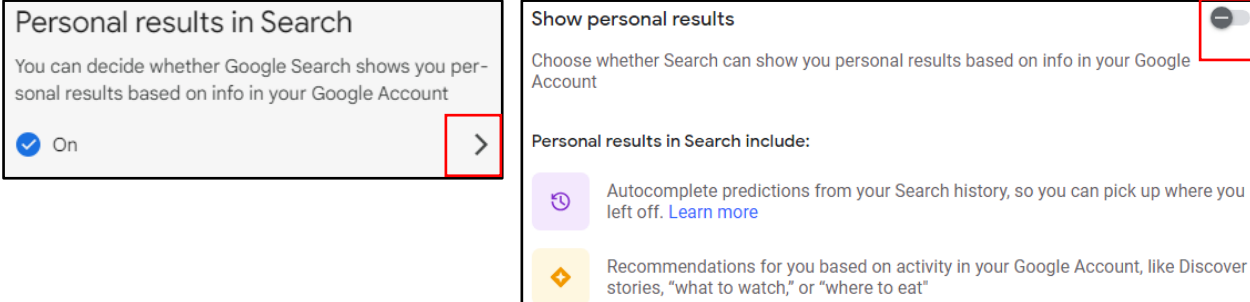 Personal results in Search
You can decide whether Google Search shows you per-
sonal results based on info in your Google Account
On
Show personal results
Choose whether Search can show you personal results based on info in your Google
Account
Personal results in Search include:
Autocomplete predictions from your Search history, so you can pick up where you
left off. Learn more
Recommendations for you based on activity in your Google Account, like Discover
stories, “what to watch,” or “where to eat"